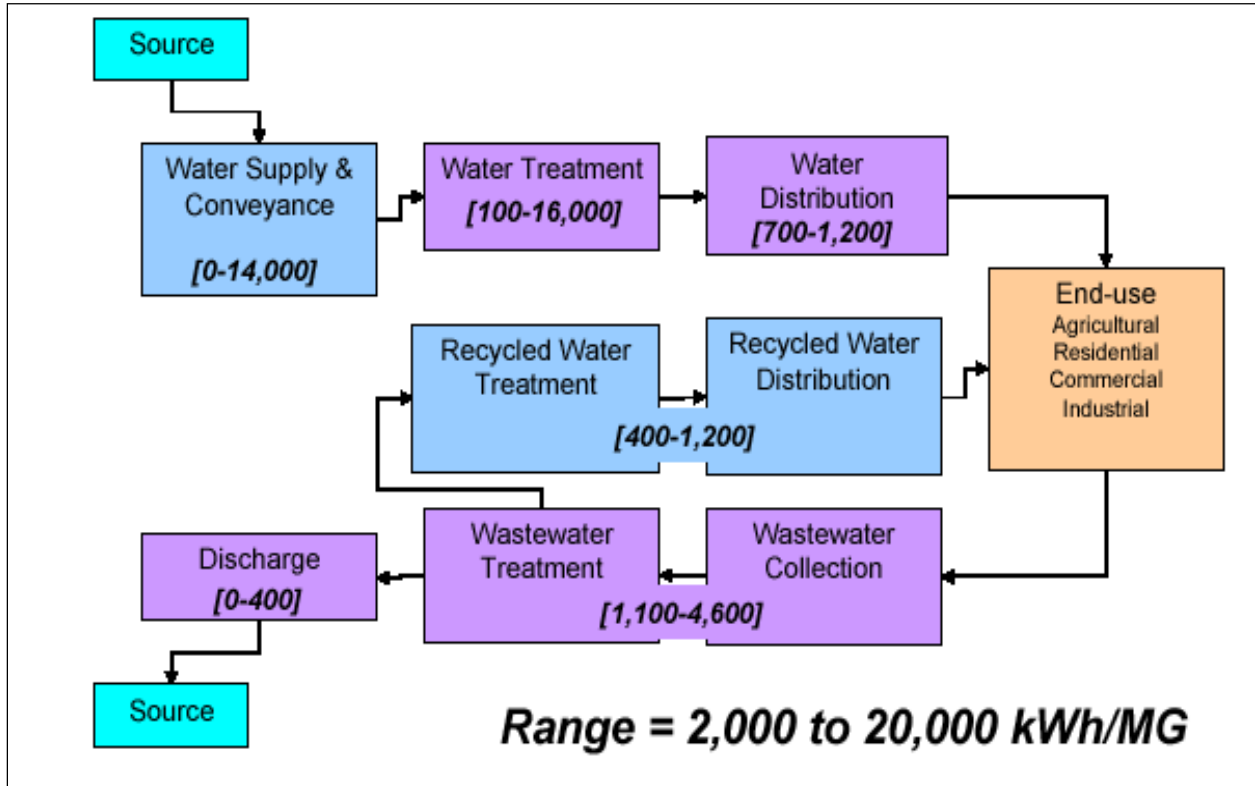 Source
Water Supply &
Conveyance
[0-14,000]
Water Treatment
[100-16,000]
Water
Distribution
[700-1,200]
End-use
Agricultural
Residential
Commercial
Industrial
Recycled Water
Treatment
Recycled Water
Distribution
[400-1,200]
Wastewater
Treatment
Wastewater
Collection
[1,100-4,600]
Discharge
[0-400]
Source
Range = 2,000 to 20,000 kWh/MG